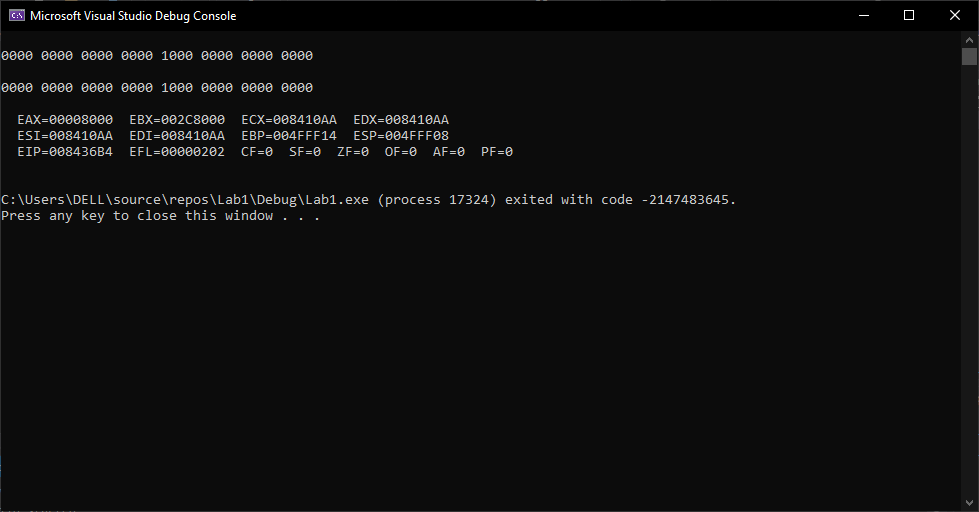 Microsoft Visual Studio Debug Console
0000 0000 0000 0000 1000 0000 0000 0000
0000 0000 0000 0000 1000 0000 0000 0000
EAX=00008000  EBX=002C8000  ECX=008410AA  EDX=008410AA
ESI=008410AA  EDI=008410AA  EBP=004FFF14  ESP=004FFF08
EIP=008436B4  EFL=00000202  CF=0  SF=0  ZF=0  OF=0  AF=0  PF=0
C:\Users\DELL\source\repos\Lab1\Debug\Lab1.exe (process 17324) exited with code -2147483645.
Press any key to close this window . . .